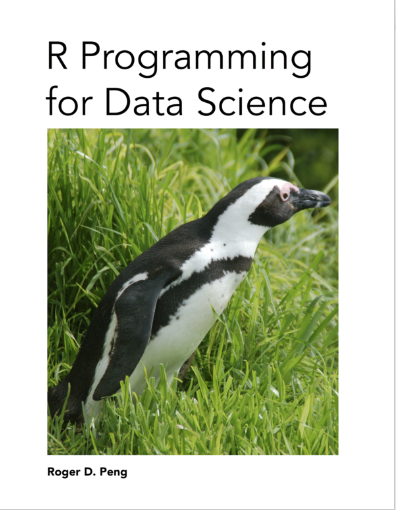 R Programming
for Data Science
Roger D. Peng